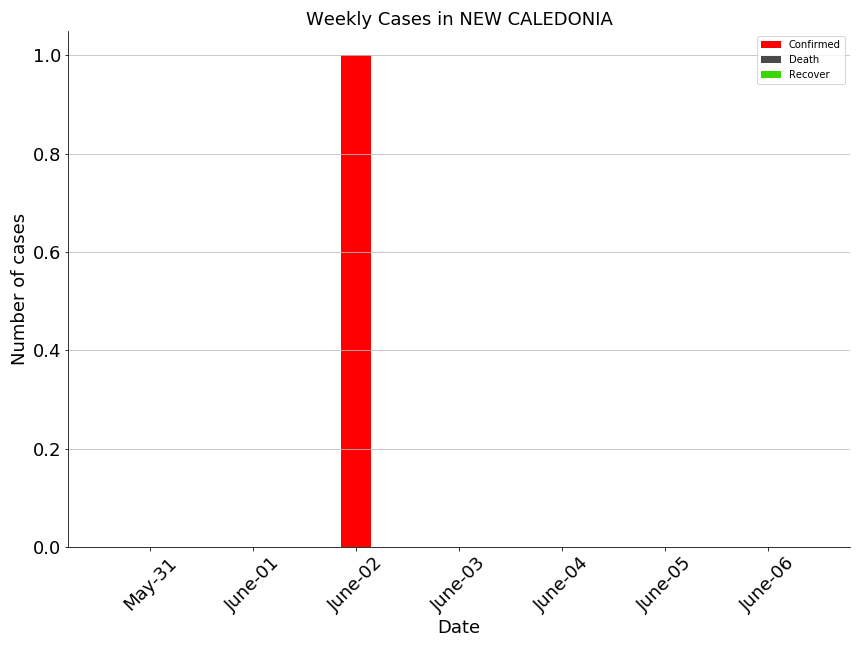 Weekly Cases in NEW CALEDONIA
Confirmed
Death
Recover
Number of cases
1.0
0.8
0.6
0.4
0.2
0.0
May-31
June-01
June-02
June-03
June-04
June-05
June-06
Date